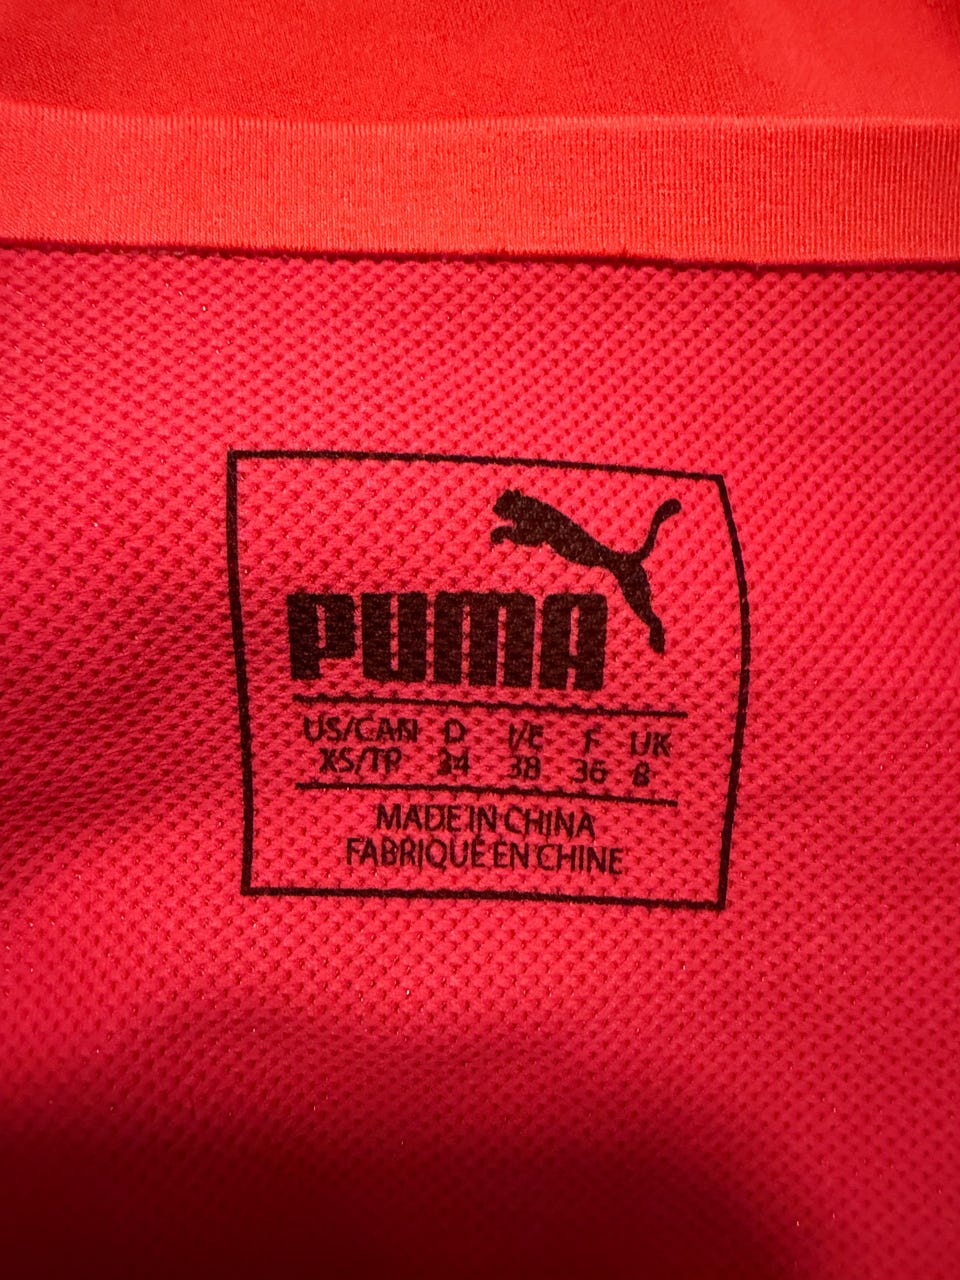 PUMA
US/CAN D I/E F UK
XS/TP 34 38 36 8
MADE IN CHINA
FABRIQUÉ EN CHINE